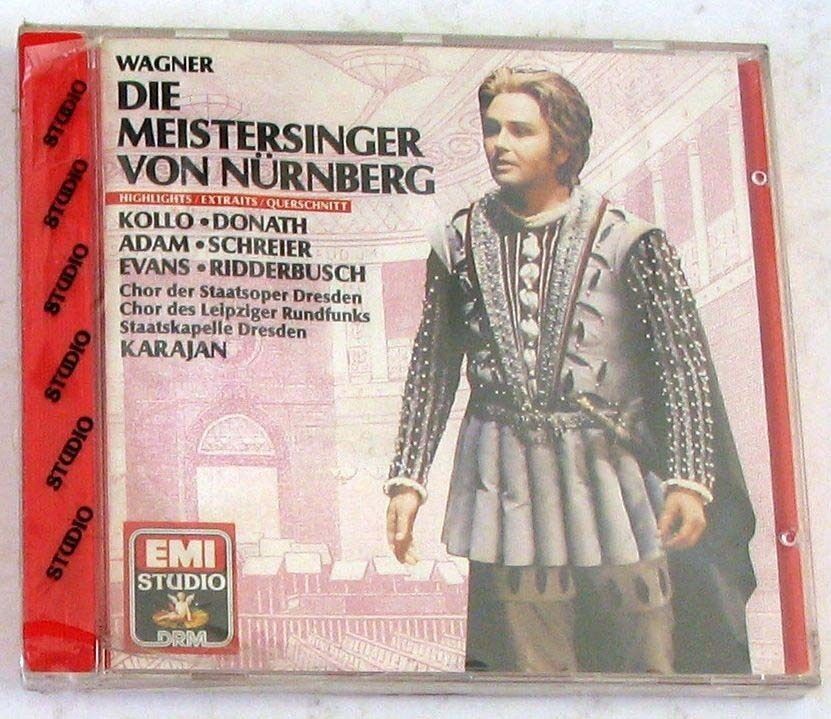 WAGNER
DIE
MEISTERSINGER
VON NÜRNBERG
HIGHLIGHTS/EXTRAITS/QUERSCHNITT
KOLLO • DONATH
ADAM • SCHREIER
EVANS • RIDDERBUSCH
Chor der Staatsoper Dresden
Chor des Leipziger Rundfunks
Staatskapelle Dresden
KARAJAN
STUDIO
STUDIO
STUDIO
STUDIO
STUDIO
STUDIO
EMI
STUDIO
DRM